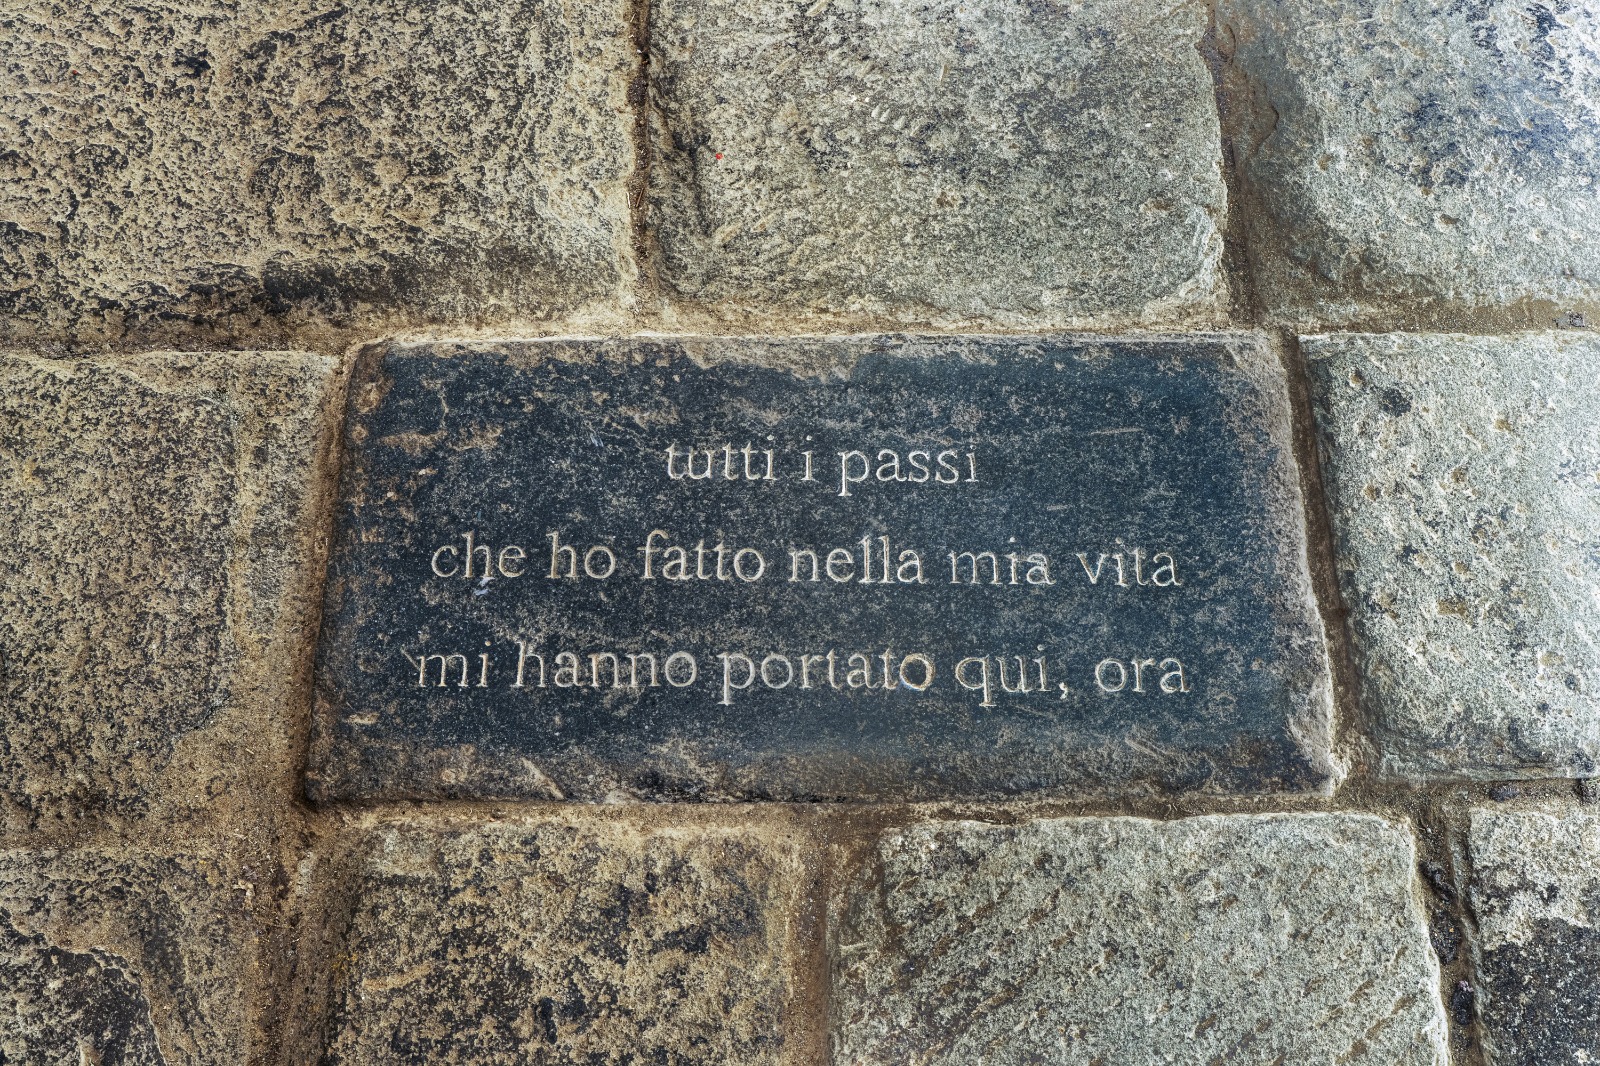 tutti i passi
che ho fatto nella mia vita
mi hanno portato qui, ora